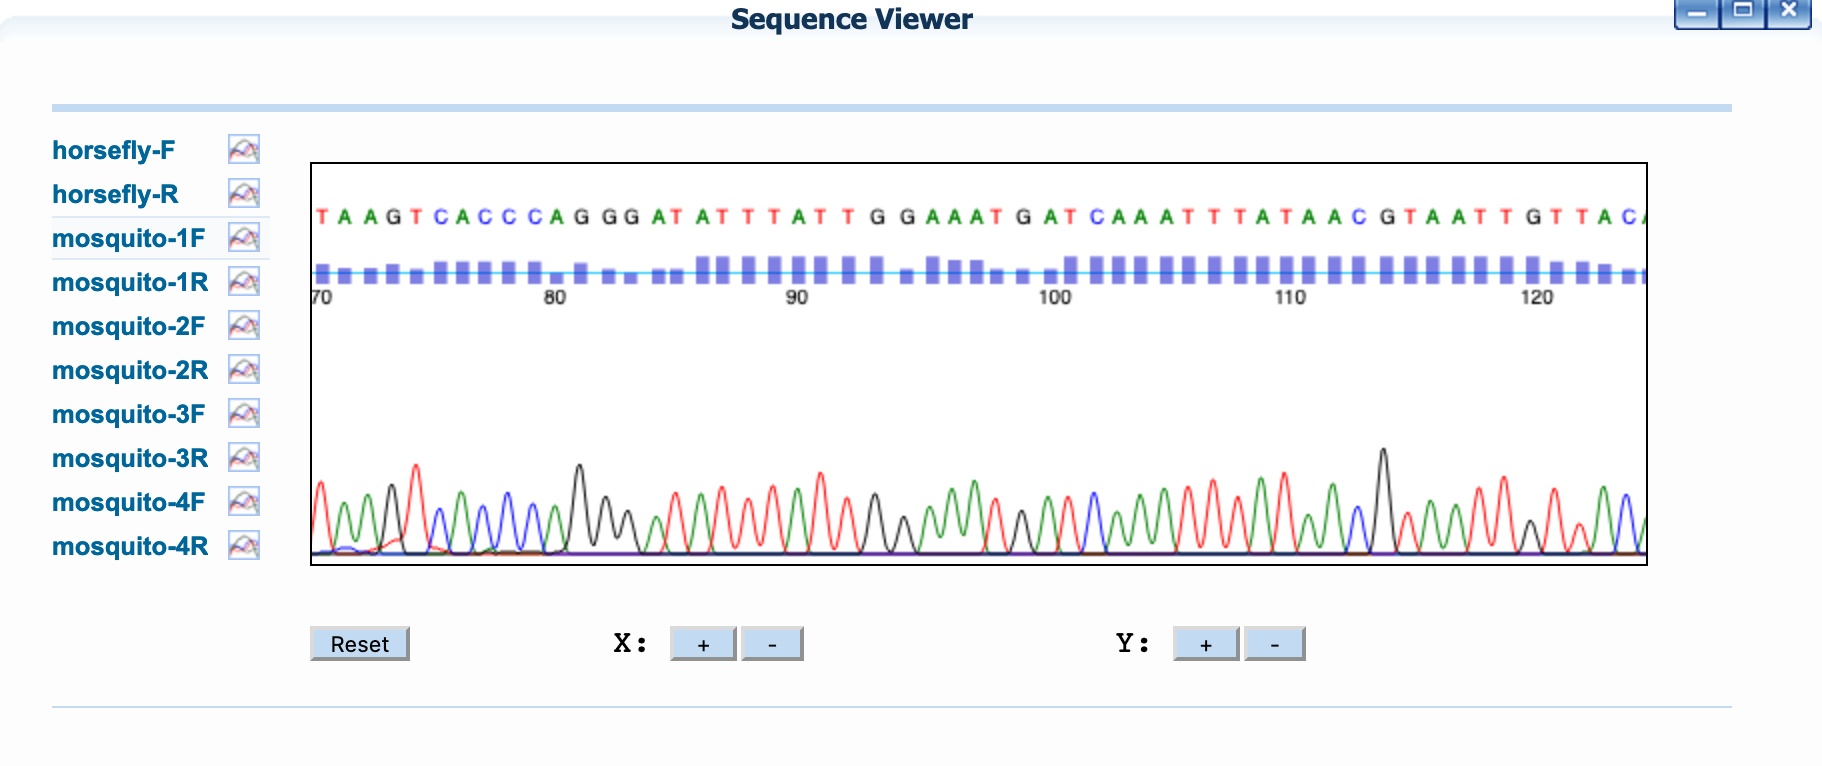 Sequence Viewer
horsefly-F
horsefly-R
mosquito-1F
mosquito-1R
mosquito-2F
mosquito-2R
mosquito-3F
mosquito-3R
mosquito-4F
mosquito-4R
T A A G T C A C C C A G G G A T A T T T A T T G G A A A T G A T C A A A T T T A T A A C G T A A T T G T T A C A
70 80 90 100 110 120
Reset X: + - Y: + -